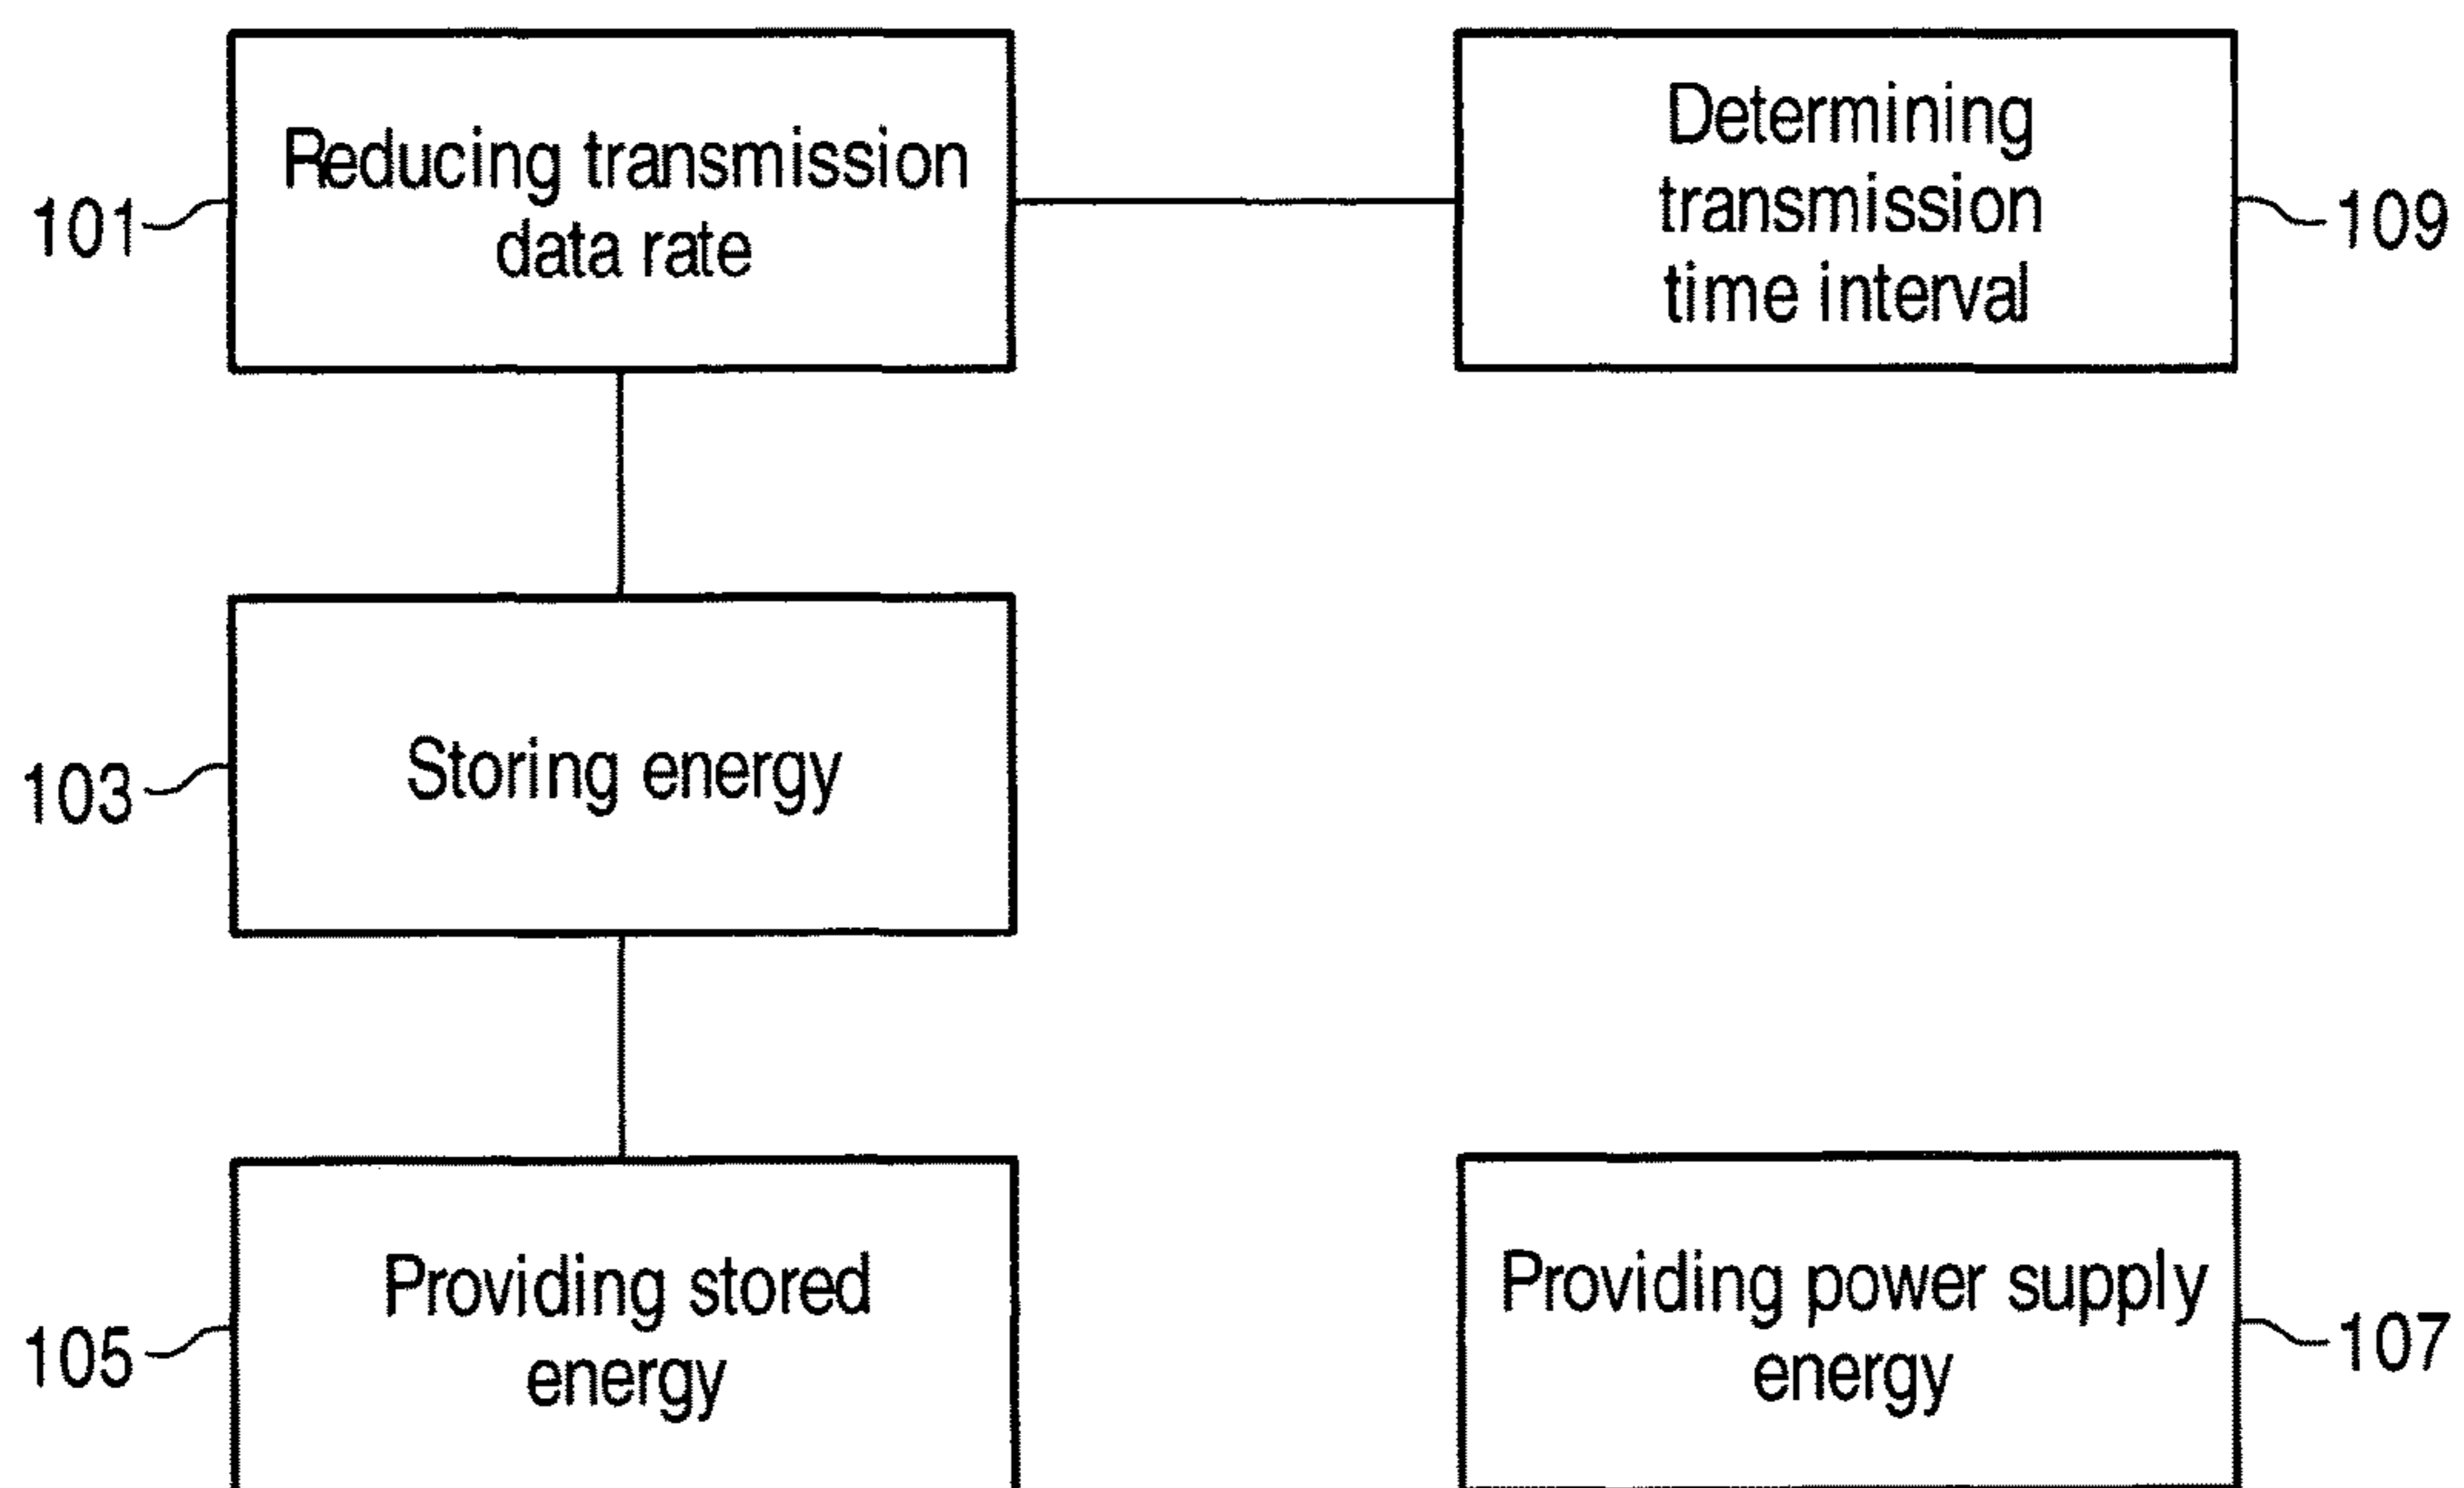 Reducing transmission
data rate
101
Determining
transmission
time interval
109
Storing energy
103
Providing stored
energy
105
Providing power supply
energy
107